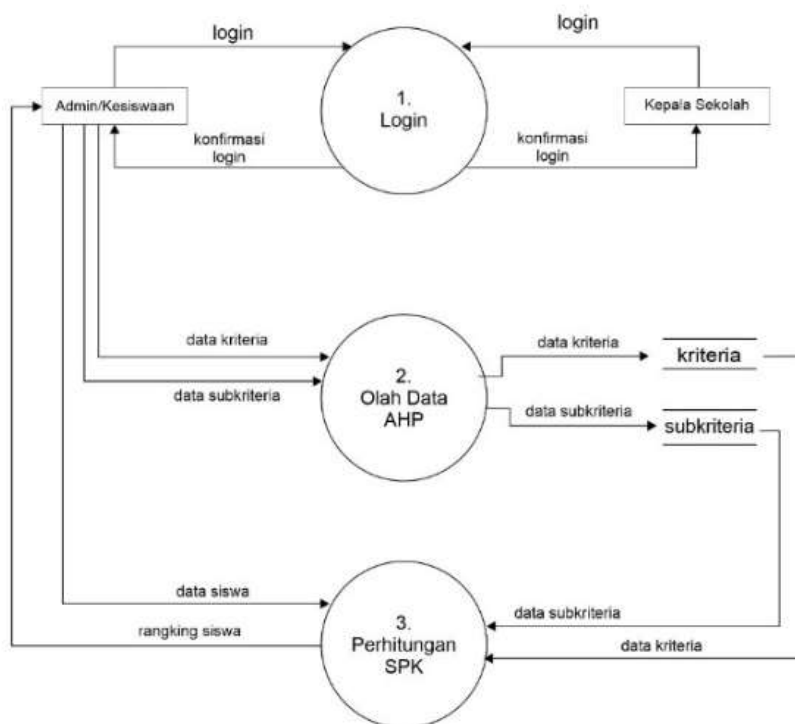 login
login
1.
Login
Admin/Kesiswaan
Kepala Sekolah
konfirmasi
login
konfirmasi
login
data kriteria
data subkriteria
2.
Olah Data
AHP
data kriteria
kriteria
data subkriteria
subkriteria
data siswa
rangking siswa
3.
Perhitungan
SPK
data subkriteria
data kriteria